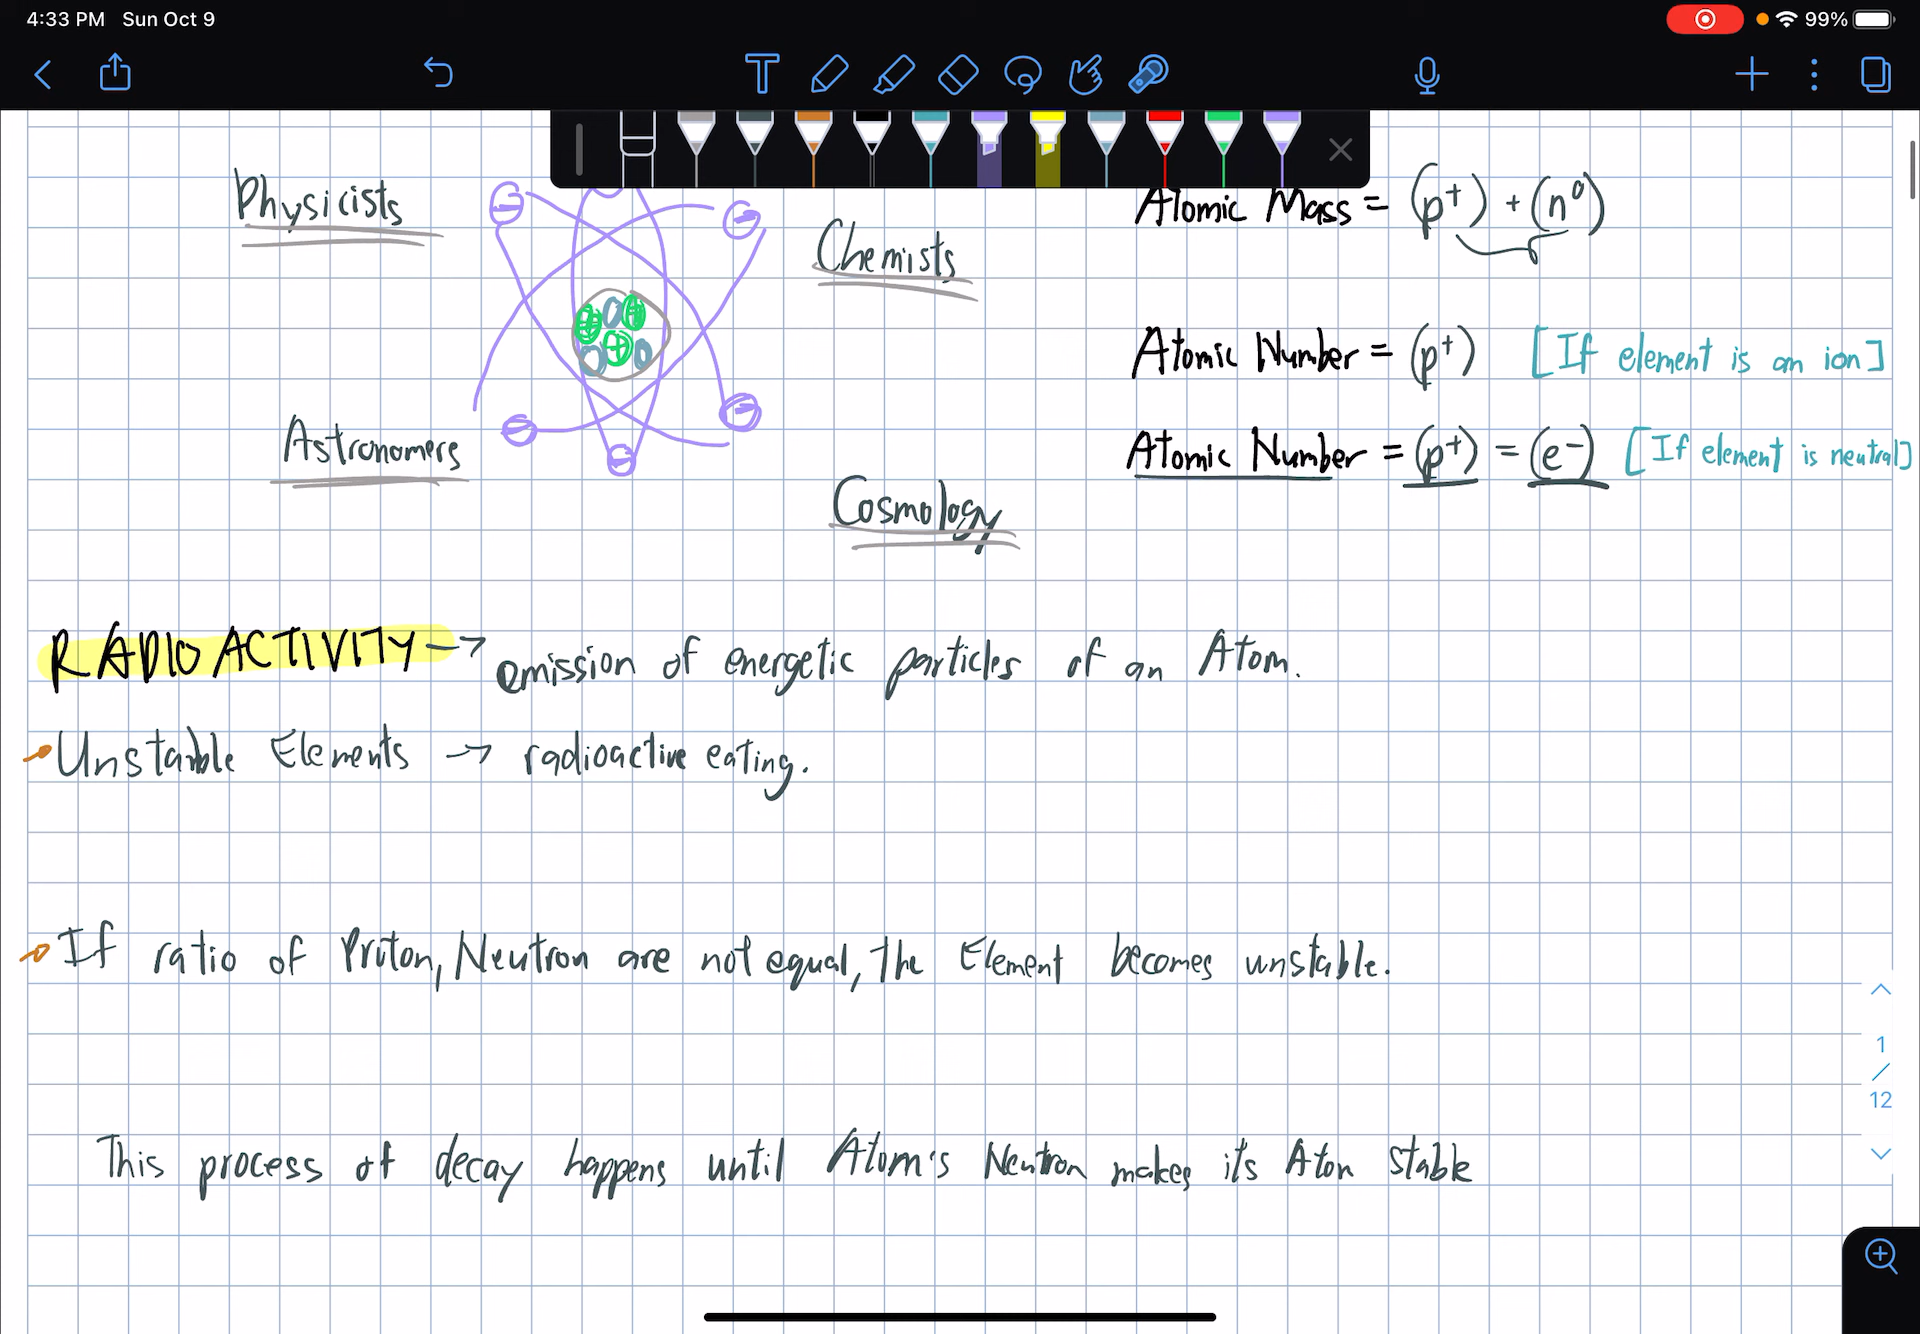 4:33 PM Sun Oct 9
99%
Physicists
Chemists
Astronomers
Cosmology
Atomic Mass = (p+) + (n⁰)
Atomic Number = (p+) [If element is an ion]
Atomic Number = (p+) = (e-) [If element is neutral]
RADIOACTIVITY -> emission of energetic particles of an Atom.
Unstable Elements -> radioactive eating.
If ratio of Proton, Neutron are not equal, the Element becomes unstable.
This process of decay happens until Atom's Neutron makes its Aton stable
1
/
12